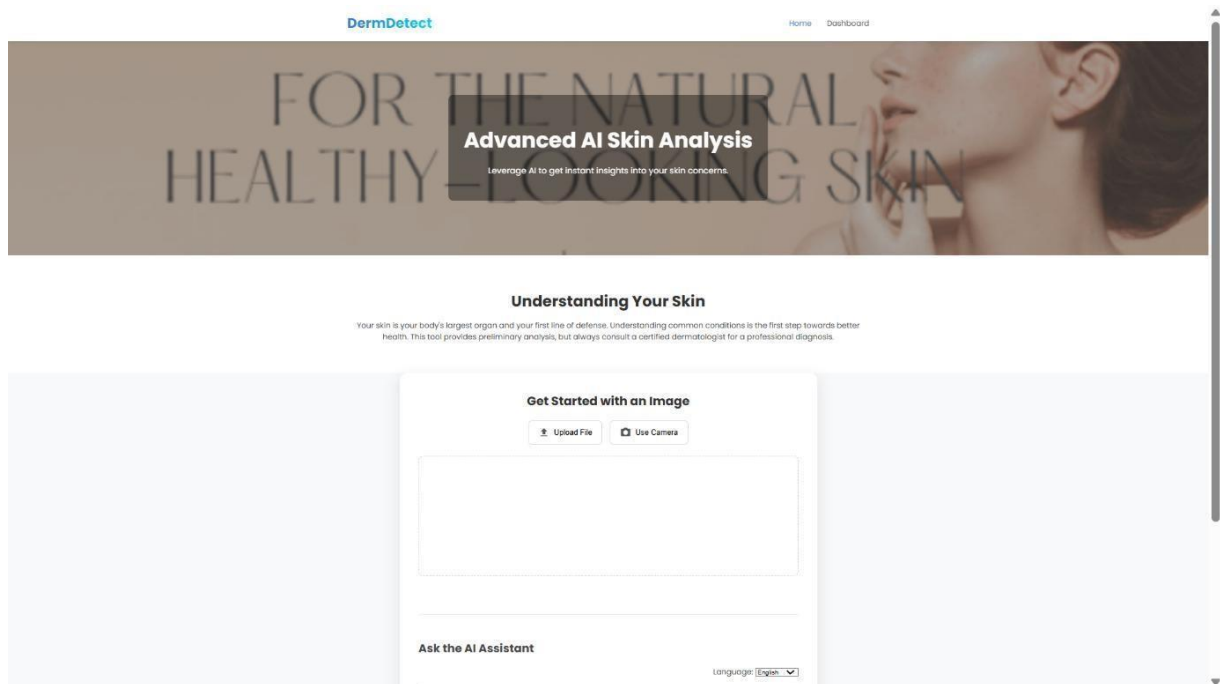 DermDetect
Home Dashboard
FOR THE NATURAL
HEALTHY-LOOKING SKIN
Advanced AI Skin Analysis
Leverage AI to get instant insights into your skin concerns.
Understanding Your Skin
Your skin is your body's largest organ and your first line of defense. Understanding common conditions is the first step towards better
health. This tool provides preliminary analysis, but always consult a certified dermatologist for a professional diagnosis.
Get Started with an Image
Upload File Use Camera
Ask the AI Assistant
Language: English